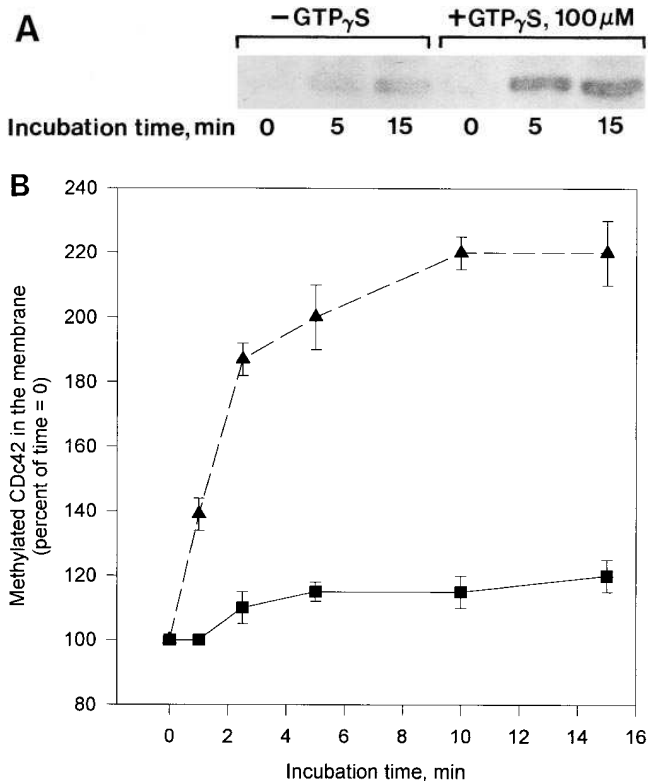 A
−GTPγS
+GTPγS, 100μM
Incubation time, min 0 5 15 0 5 15
B
240
220
200
180
160
140
120
100
80
Methylated CDc42 in the membrane
(percent of time = 0)
0 2 4 6 8 10 12 14 16
Incubation time, min